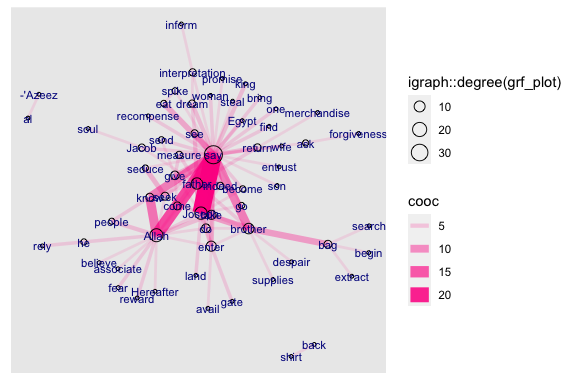 inform
interpretation
promise
king
-'Azeez
spike
woman
bring
eat
dream
steal
one
merchandise
al
recompense
Egypt
find
soul
see
forgiveness
send
Jacob
measure
say
return
wife
ask
seduce
give
entrust
father
become
son
know
seek
come
Joseph
go
people
Allah
do
brother
search
rely
he
enter
bag
begin
believe
associate
land
despair
extract
fear
Hereafter
supplies
reward
avail
gate
back
shirt
igraph::degree(grf_plot)
10
20
30
cooc
5
10
15
20